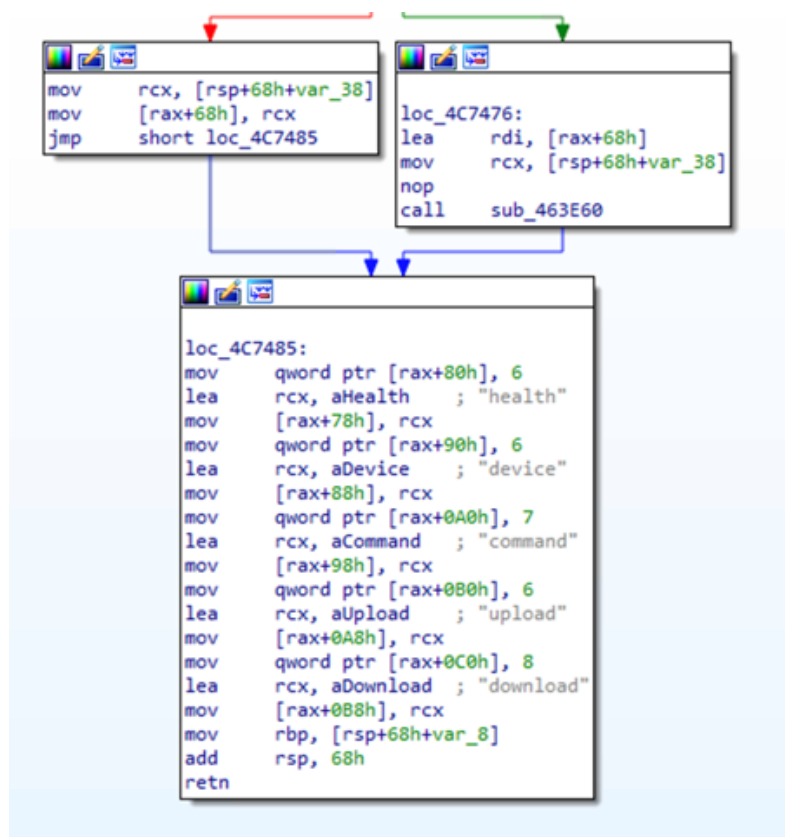 mov rcx, [rsp+68h+var_38]
mov [rax+68h], rcx
jmp short loc_4C7485
loc_4C7476:
lea rdi, [rax+68h]
mov rcx, [rsp+68h+var_38]
nop
call sub_463E60
loc_4C7485:
mov qword ptr [rax+80h], 6
lea rcx, aHealth ; "health"
mov [rax+78h], rcx
mov qword ptr [rax+90h], 6
lea rcx, aDevice ; "device"
mov [rax+88h], rcx
mov qword ptr [rax+0A0h], 7
lea rcx, aCommand ; "command"
mov [rax+98h], rcx
mov qword ptr [rax+0B0h], 6
lea rcx, aUpload ; "upload"
mov [rax+0A8h], rcx
mov qword ptr [rax+0C0h], 8
lea rcx, aDownload ; "download"
mov [rax+0B8h], rcx
mov rbp, [rsp+68h+var_8]
add rsp, 68h
retn